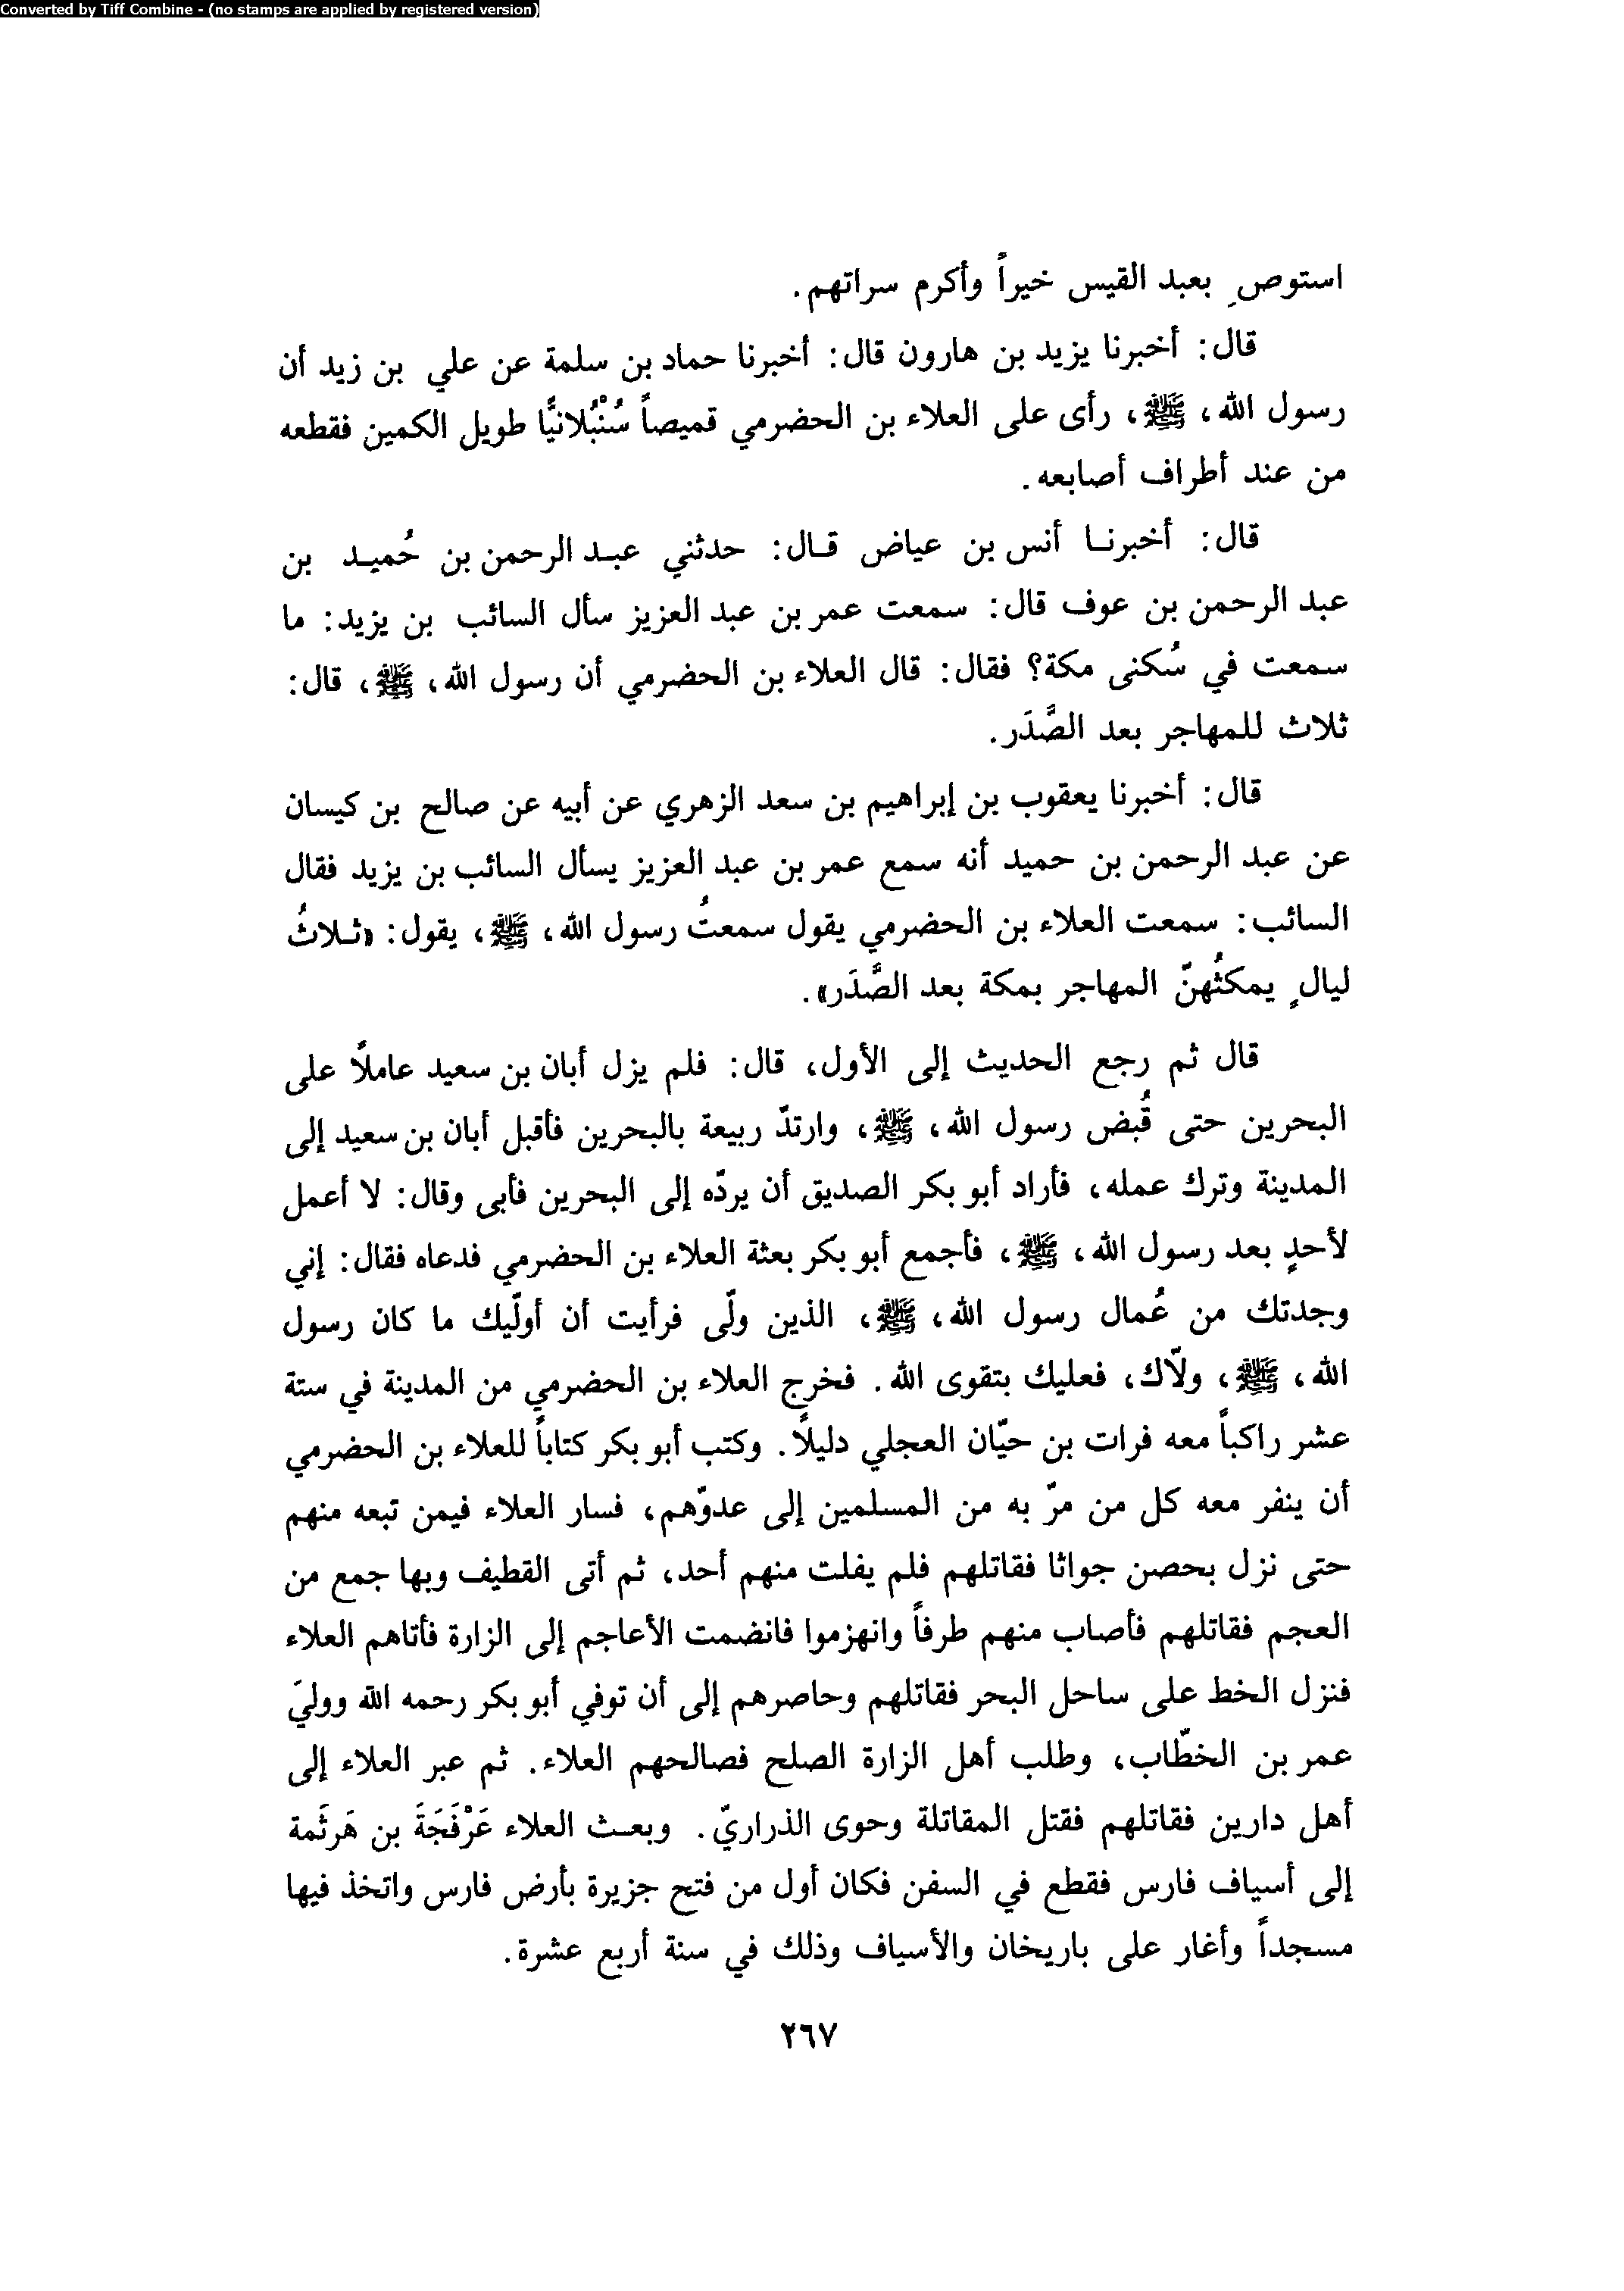 Converted by Tiff Combine - (no stamps are applied by registered version)
استوصِ بعبد القيس خيراً وأكرم سراتهم.
قال: أخبرنا يزيد بن هارون قال: أخبرنا حماد بن سلمة عن علي بن زيد أن
رسول الله، ﷺ، رأى على العلاء بن الحضرمي قميصاً سُنْبُلانيًّا طويل الكمين فقطعه
من عند أطراف أصابعه.
قال: أخبرنا أنس بن عياض قال: حدثني عبد الرحمن بن حُميد بن
عبد الرحمن بن عوف قال: سمعت عمر بن عبد العزيز سأل السائب بن يزيد: ما
سمعت في سُكنى مكة؟ فقال: قال العلاء بن الحضرمي أن رسول الله، ﷺ، قال:
ثلاث للمهاجر بعد الصَّدَر.
قال: أخبرنا يعقوب بن إبراهيم بن سعد الزهري عن أبيه عن صالح بن كيسان
عن عبد الرحمن بن حميد أنه سمع عمر بن عبد العزيز يسأل السائب بن يزيد فقال
السائب: سمعت العلاء بن الحضرمي يقول سمعتُ رسول الله، ﷺ، يقول: «ثلاثُ
ليالٍ يمكثُهنّ المهاجر بمكة بعد الصَّدَر».
قال ثم رجع الحديث إلى الأول، قال: فلم يزل أبان بن سعيد عاملاً على
البحرين حتى قُبض رسول الله، ﷺ، وارتدّ ربيعة بالبحرين فأقبل أبان بن سعيد إلى
المدينة وترك عمله، فأراد أبو بكر الصديق أن يردّه إلى البحرين فأبى وقال: لا أعمل
لأحدٍ بعد رسول الله، ﷺ، فأجمع أبو بكر بعثة العلاء بن الحضرمي فدعاه فقال: إني
وجدتك من عُمال رسول الله، ﷺ، الذين ولّى فرأيت أن أولّيك ما كان رسول
الله، ﷺ، ولاّك، فعليك بتقوى الله. فخرج العلاء بن الحضرمي من المدينة في ستة
عشر راكباً معه فرات بن حيّان العجلي دليلاً. وكتب أبو بكر كتاباً للعلاء بن الحضرمي
أن ينفر معه كل من مرّ به من المسلمين إلى عدوّهم، فسار العلاء فيمن تبعه منهم
حتى نزل بحصن جواثا فقاتلهم فلم يفلت منهم أحد، ثم أتى القطيف وبها جمع من
العجم فقاتلهم فأصاب منهم طرفاً وانهزموا فانضمت الأعاجم إلى الزارة فأتاهم العلاء
فنزل الخط على ساحل البحر فقاتلهم وحاصرهم إلى أن توفي أبو بكر رحمه الله ووليَ
عمر بن الخطّاب، وطلب أهل الزارة الصلح فصالحهم العلاء. ثم عبر العلاء إلى
أهل دارين فقاتلهم فقتل المقاتلة وحوى الذراريّ. وبعث العلاء عَرْفَجَةَ بن هَرثَمة
إلى أسياف فارس فقطع في السفن فكان أول من فتح جزيرة بأرض فارس واتخذ فيها
مسجداً وأغار على باريخان والأسياف وذلك في سنة أربع عشرة.
٢٦٧